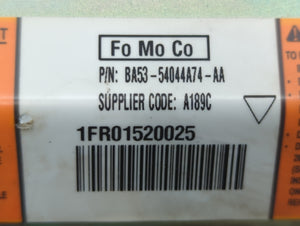 Fo Mo Co
P/N: BA53-54044A74-AA
SUPPLIER CODE: A189C
1FR01520025